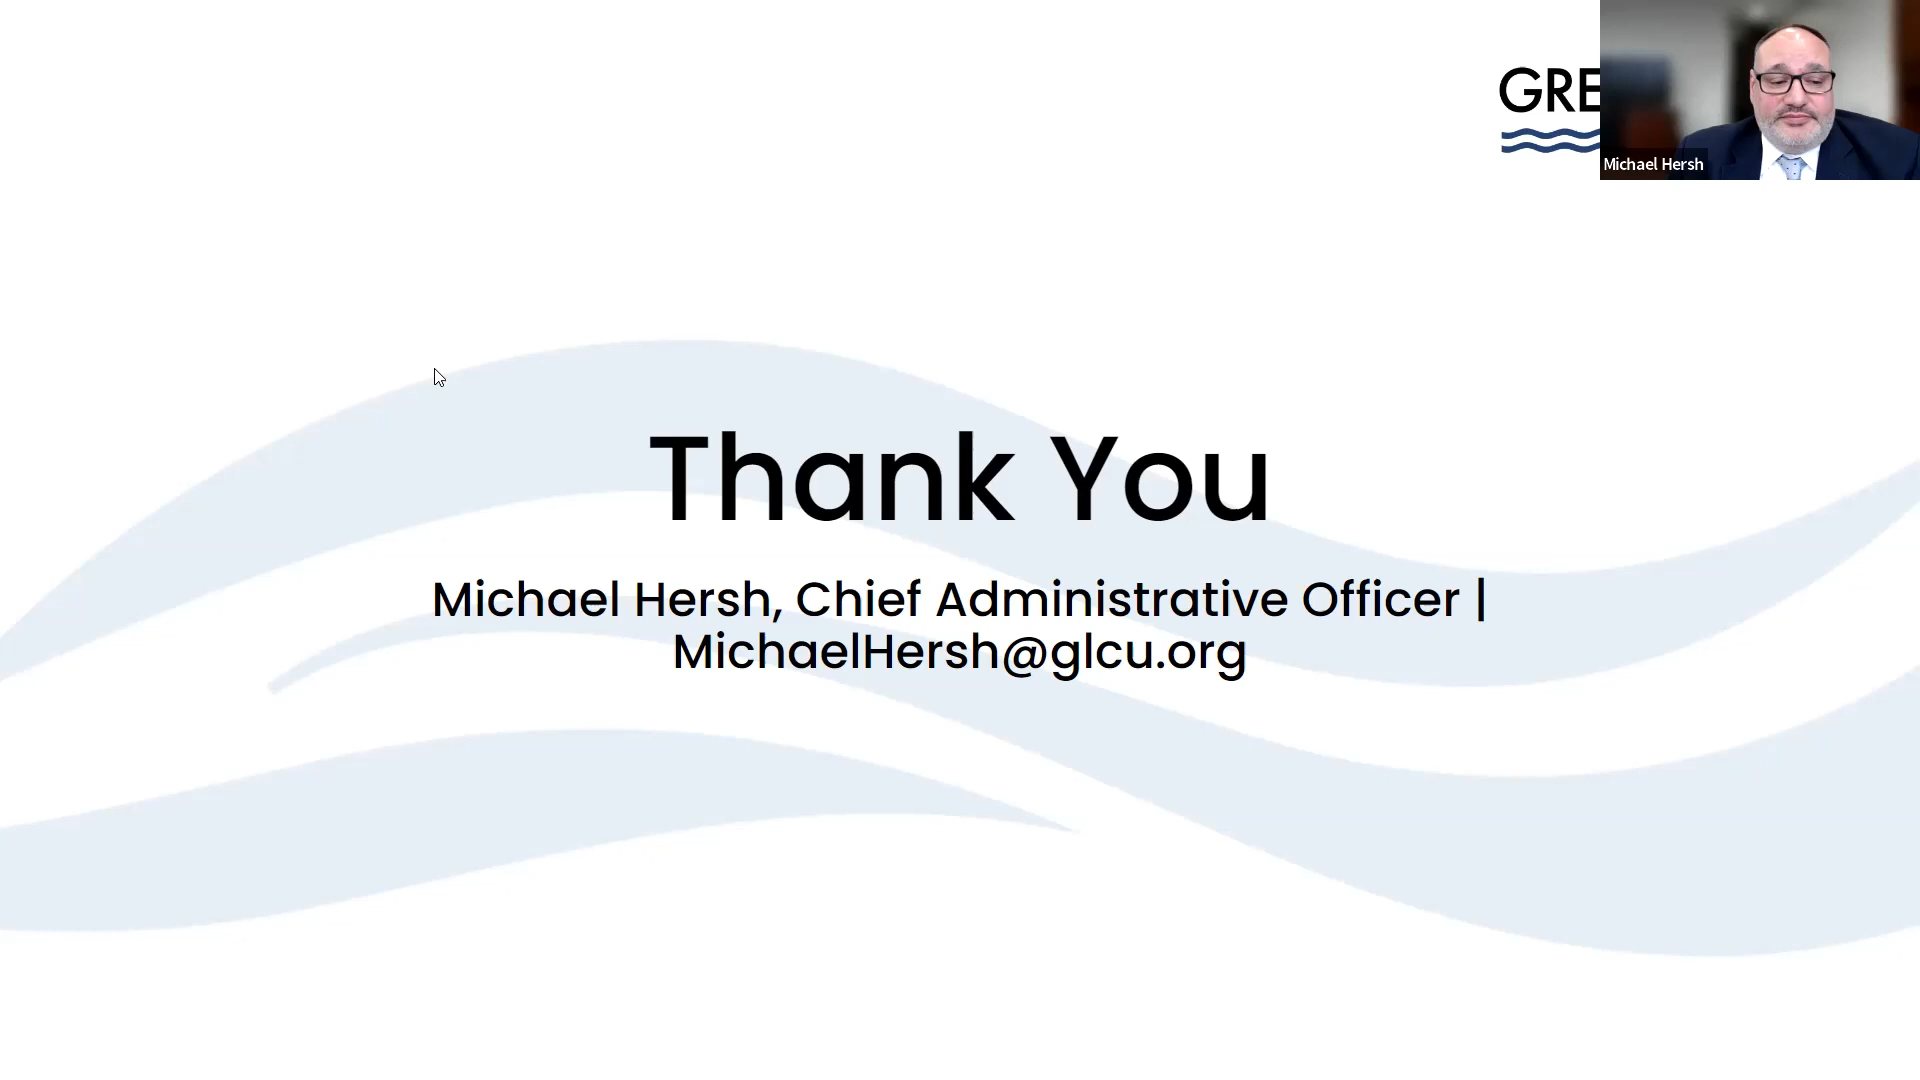 GRE
Michael Hersh
Thank You
Michael Hersh, Chief Administrative Officer |
MichaelHersh@glcu.org